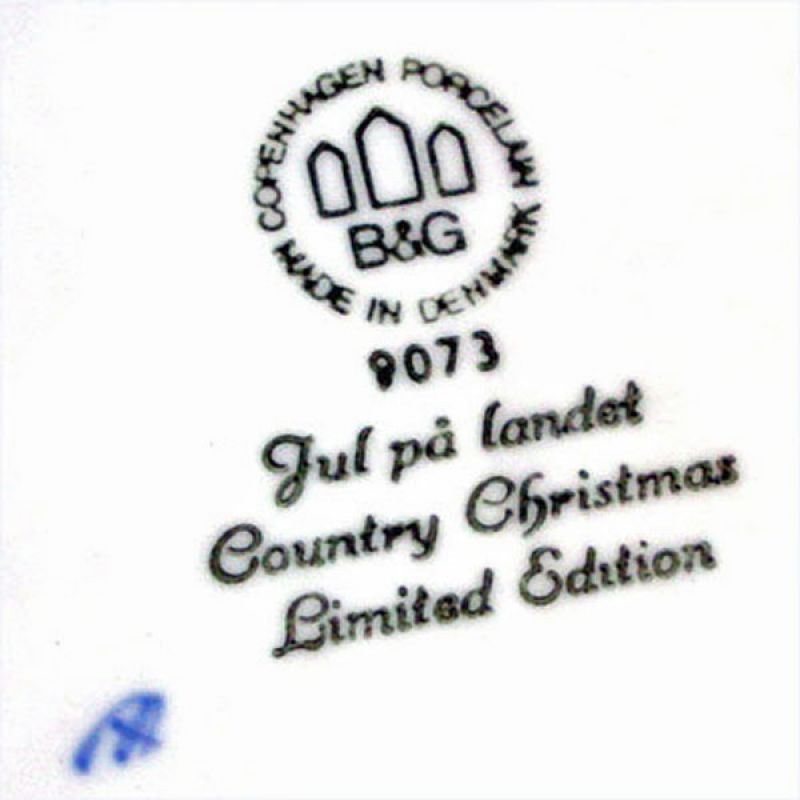 COPENHAGEN PORCELAIN
B&G
MADE IN DENMARK
9073
Jul på landet
Country Christmas
Limited Edition